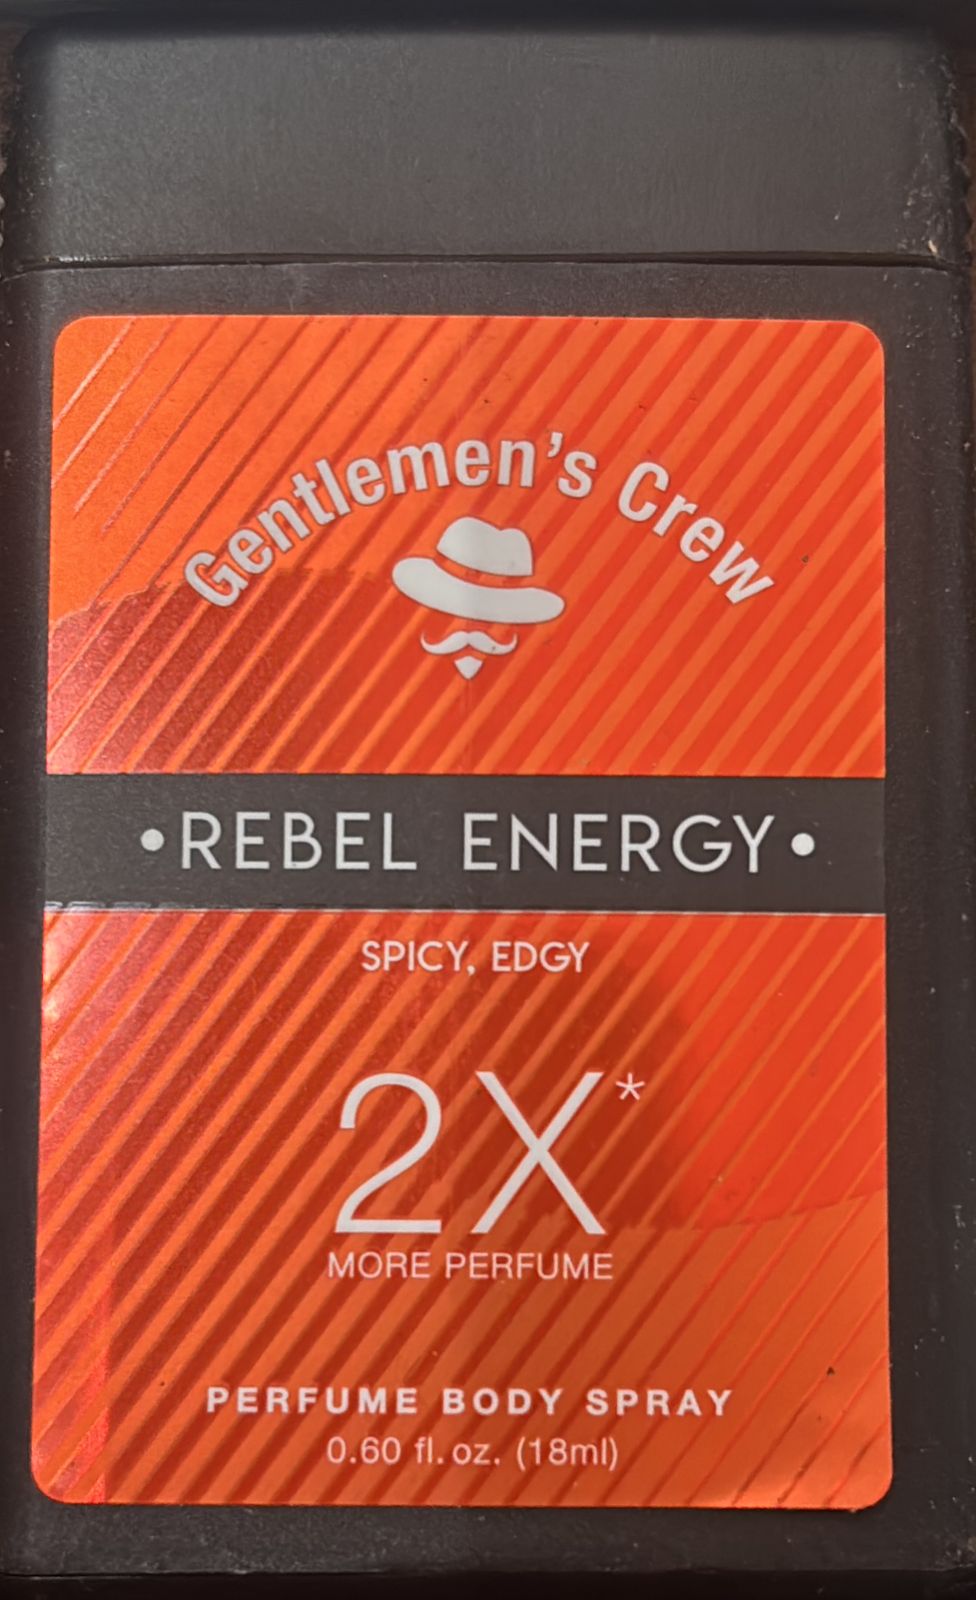 Gentlemen's Crew
•REBEL ENERGY•
SPICY, EDGY
2X*
MORE PERFUME
PERFUME BODY SPRAY
0.60 fl. oz. (18ml)